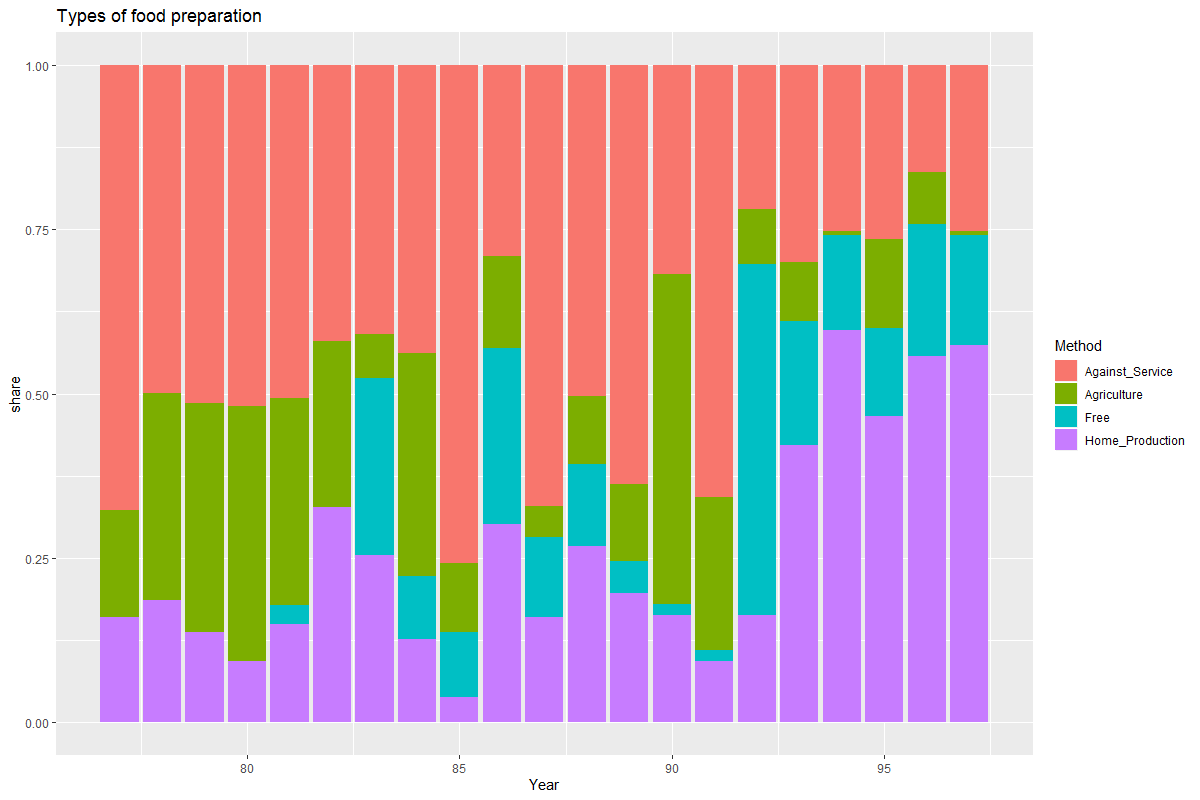 Types of food preparation
1.00
0.75
0.50
0.25
0.00
share
80 85 90 95
Year
Method
Against_Service
Agriculture
Free
Home_Production